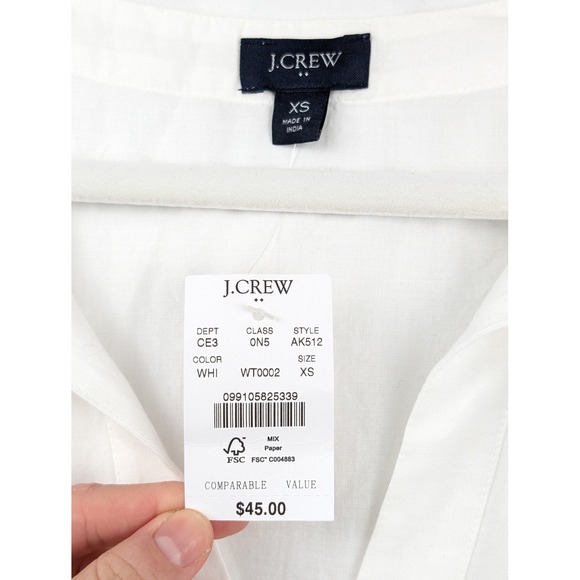 J.CREW
XS
MADE IN
INDIA
J.CREW
DEPT CLASS STYLE
CE3 0N5 AK512
COLOR SIZE
WHI WT0002 XS
099105825339
MIX
Paper
FSC FSC® C004883
COMPARABLE VALUE
$45.00